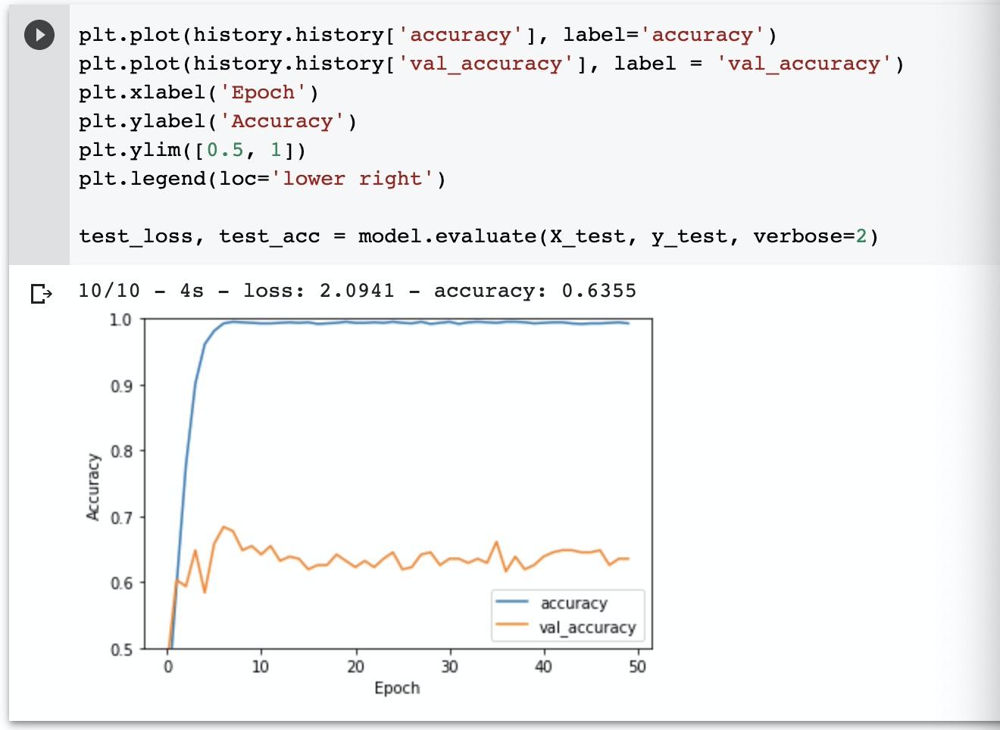 plt.plot(history.history['accuracy'], label='accuracy')
plt.plot(history.history['val_accuracy'], label = 'val_accuracy')
plt.xlabel('Epoch')
plt.ylabel('Accuracy')
plt.ylim([0.5, 1])
plt.legend(loc='lower right')
test_loss, test_acc = model.evaluate(X_test, y_test, verbose=2)
10/10 - 4s - loss: 2.0941 - accuracy: 0.6355
1.0
0.9
0.8
0.7
0.6
0.5
Accuracy
accuracy
val_accuracy
0 10 20 30 40 50
Epoch